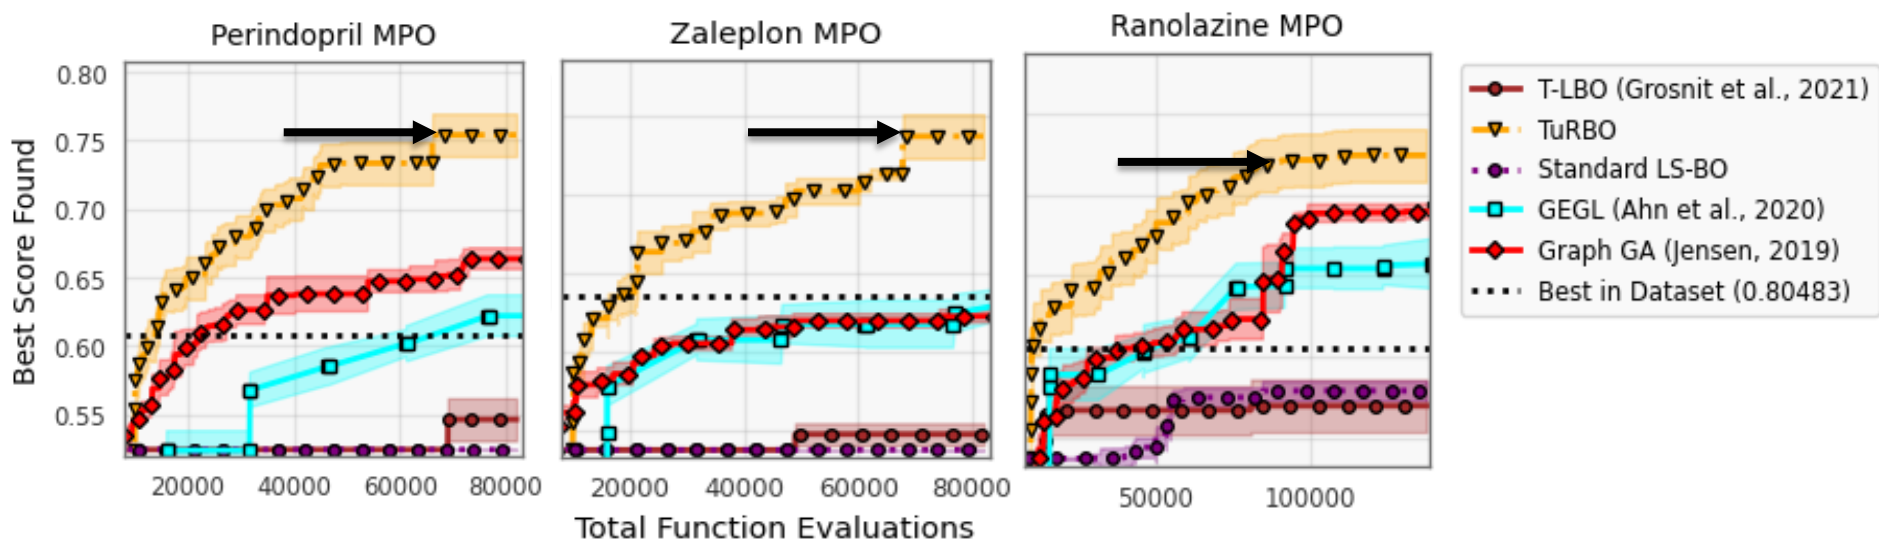 Perindopril MPO
Zaleplon MPO
Ranolazine MPO
Best Score Found
0.80
0.75
0.70
0.65
0.60
0.55
20000 40000 60000 80000
20000 40000 60000 80000
50000 100000
Total Function Evaluations
T-LBO (Grosnit et al., 2021)
TuRBO
Standard LS-BO
GEGL (Ahn et al., 2020)
Graph GA (Jensen, 2019)
Best in Dataset (0.80483)